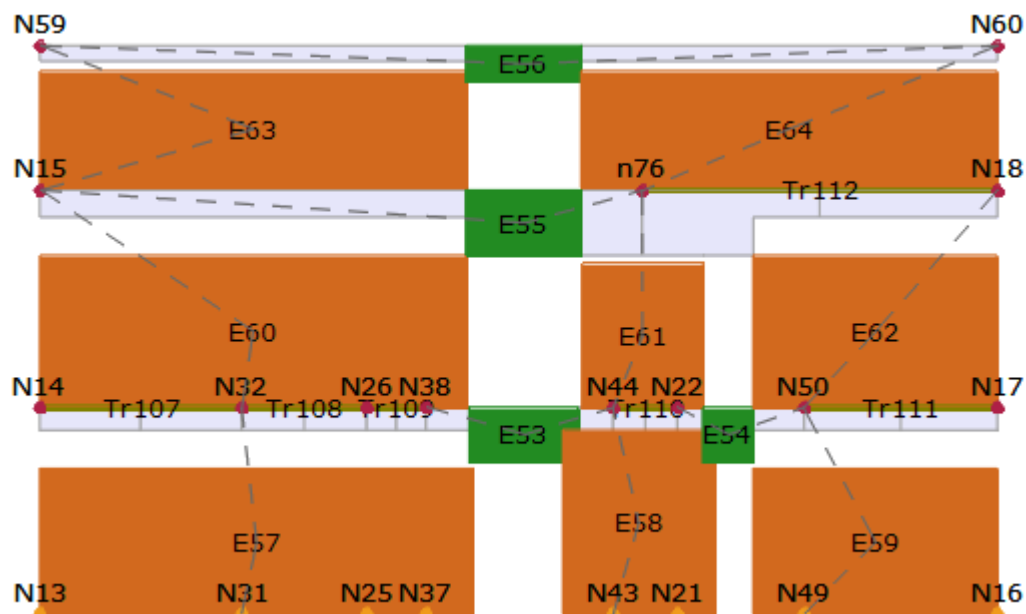 N59 N60
E56
E63 E64
N15 n76 N18
Tr112
E55
E60 E61 E62
N14 N32 N26 N38 N44 N22 N50 N17
Tr107 Tr108 Tr109 Tr110 Tr111
E53 E54
E57 E58 E59
N13 N31 N25 N37 N43 N21 N49 N16